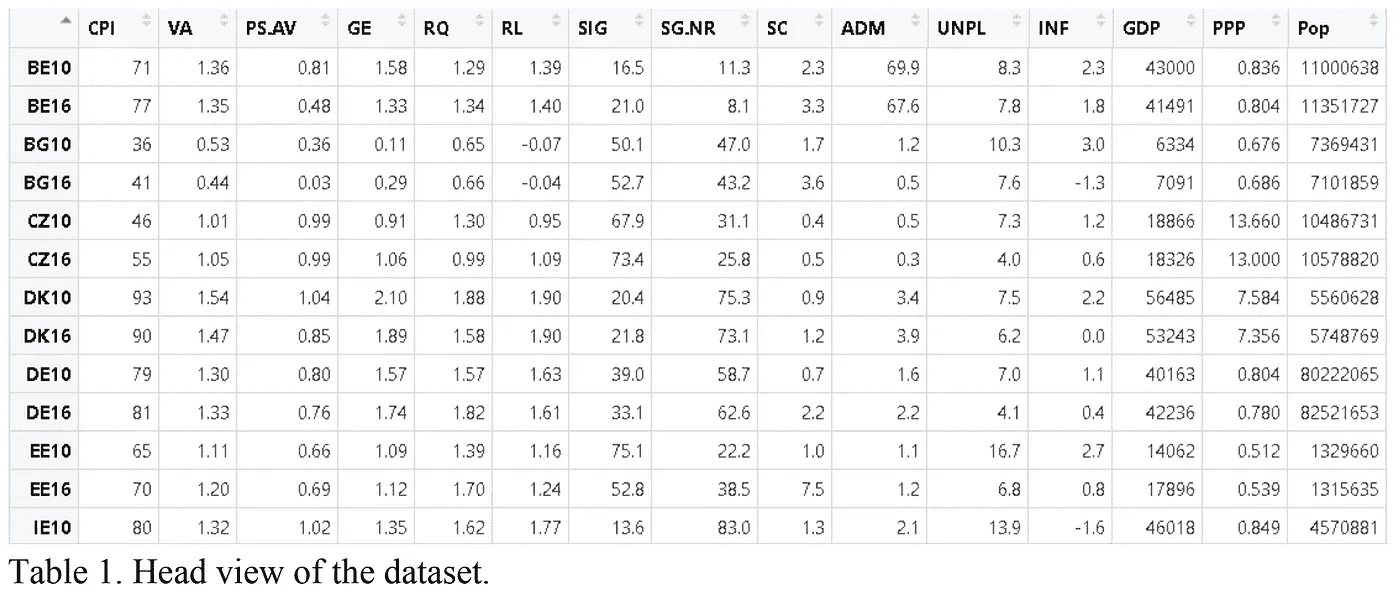 CPI VA PS.AV GE RQ RL SIG SG.NR SC ADM UNPL INF GDP PPP Pop
BE10 71 1.36 0.81 1.58 1.29 1.39 16.5 11.3 2.3 69.9 8.3 2.3 43000 0.836 11000638
BE16 77 1.35 0.48 1.33 1.34 1.40 21.0 8.1 3.3 67.6 7.8 1.8 41491 0.804 11351727
BG10 36 0.53 0.36 0.11 0.65 -0.07 50.1 47.0 1.7 1.2 10.3 3.0 6334 0.676 7369431
BG16 41 0.44 0.03 0.29 0.66 -0.04 52.7 43.2 3.6 0.5 7.6 -1.3 7091 0.686 7101859
CZ10 46 1.01 0.99 0.91 1.30 0.95 67.9 31.1 0.4 0.5 7.3 1.2 18866 13.660 10486731
CZ16 55 1.05 0.99 1.06 0.99 1.09 73.4 25.8 0.5 0.3 4.0 0.6 18326 13.000 10578820
DK10 93 1.54 1.04 2.10 1.88 1.90 20.4 75.3 0.9 3.4 7.5 2.2 56485 7.584 5560628
DK16 90 1.47 0.85 1.89 1.58 1.90 21.8 73.1 1.2 3.9 6.2 0.0 53243 7.356 5748769
DE10 79 1.30 0.80 1.57 1.57 1.63 39.0 58.7 0.7 1.6 7.0 1.1 40163 0.804 80222065
DE16 81 1.33 0.76 1.74 1.82 1.61 33.1 62.6 2.2 2.2 4.1 0.4 42236 0.780 82521653
EE10 65 1.11 0.66 1.09 1.39 1.16 75.1 22.2 1.0 1.1 16.7 2.7 14062 0.512 1329660
EE16 70 1.20 0.69 1.12 1.70 1.24 52.8 38.5 7.5 1.2 6.8 0.8 17896 0.539 1315635
IE10 80 1.32 1.02 1.35 1.62 1.77 13.6 83.0 1.3 2.1 13.9 -1.6 46018 0.849 4570881
Table 1. Head view of the dataset.